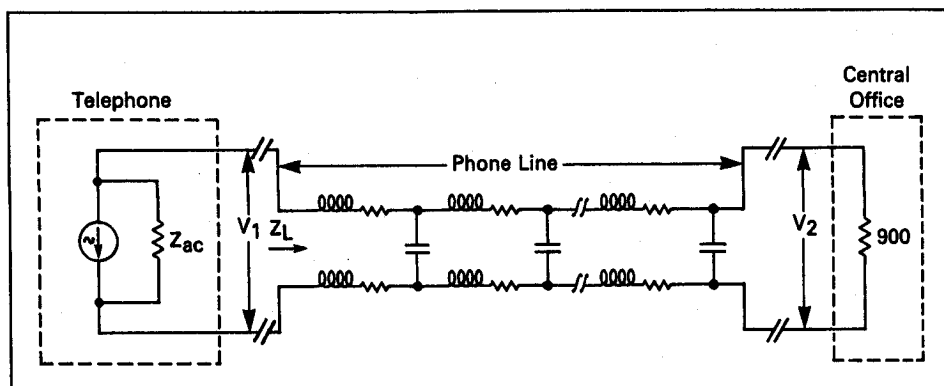 Telephone
Central
Office
Phone Line
Zac
V1
ZL
V2
900